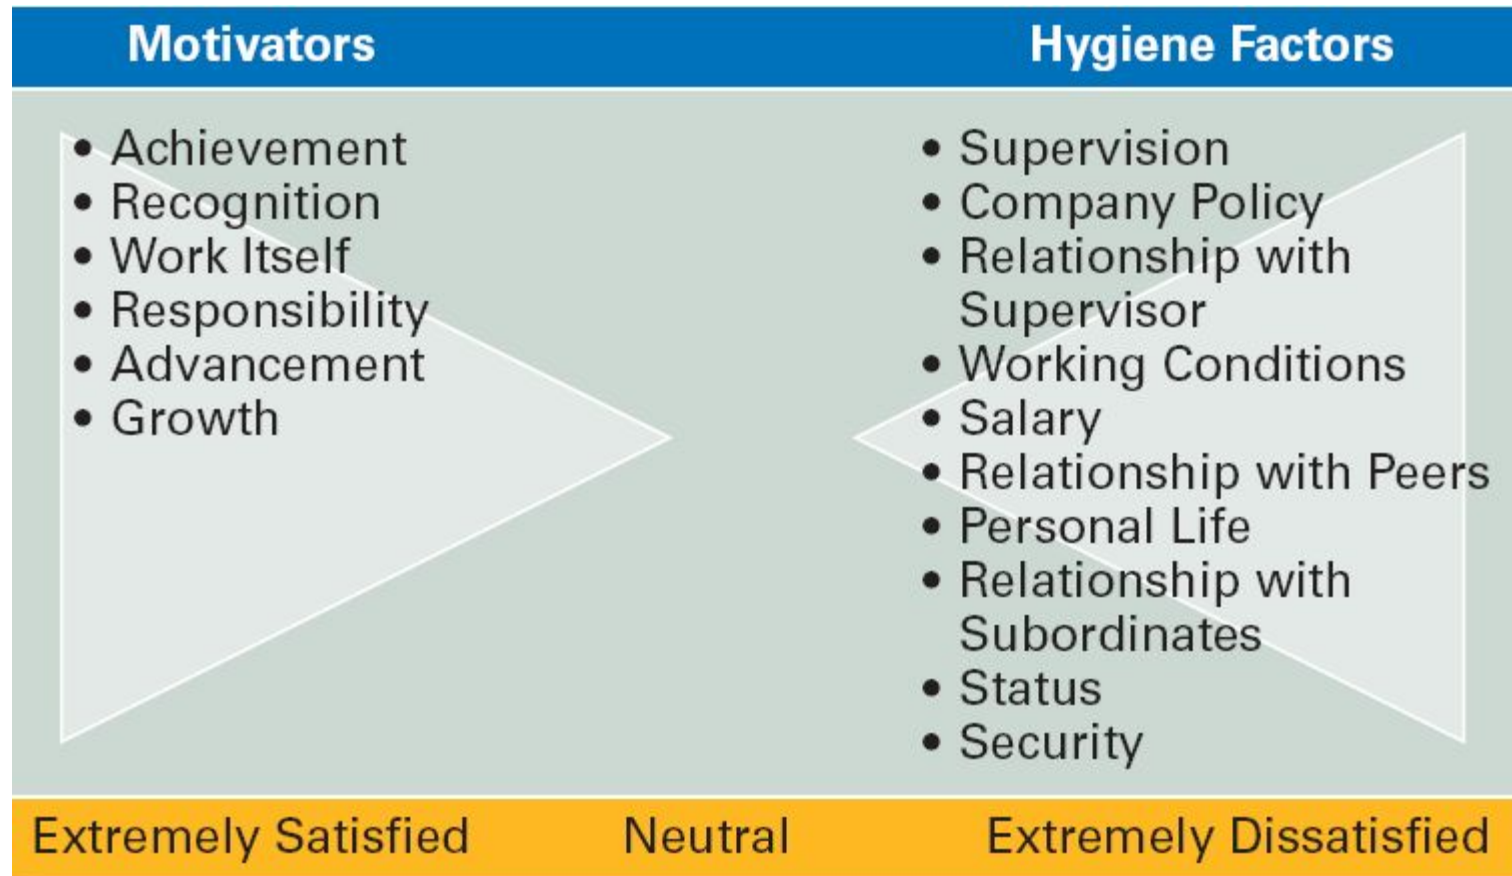 Motivators
Hygiene Factors
• Achievement
• Recognition
• Work Itself
• Responsibility
• Advancement
• Growth
• Supervision
• Company Policy
• Relationship with
Supervisor
• Working Conditions
• Salary
• Relationship with Peers
• Personal Life
• Relationship with
Subordinates
• Status
• Security
Extremely Satisfied
Neutral
Extremely Dissatisfied